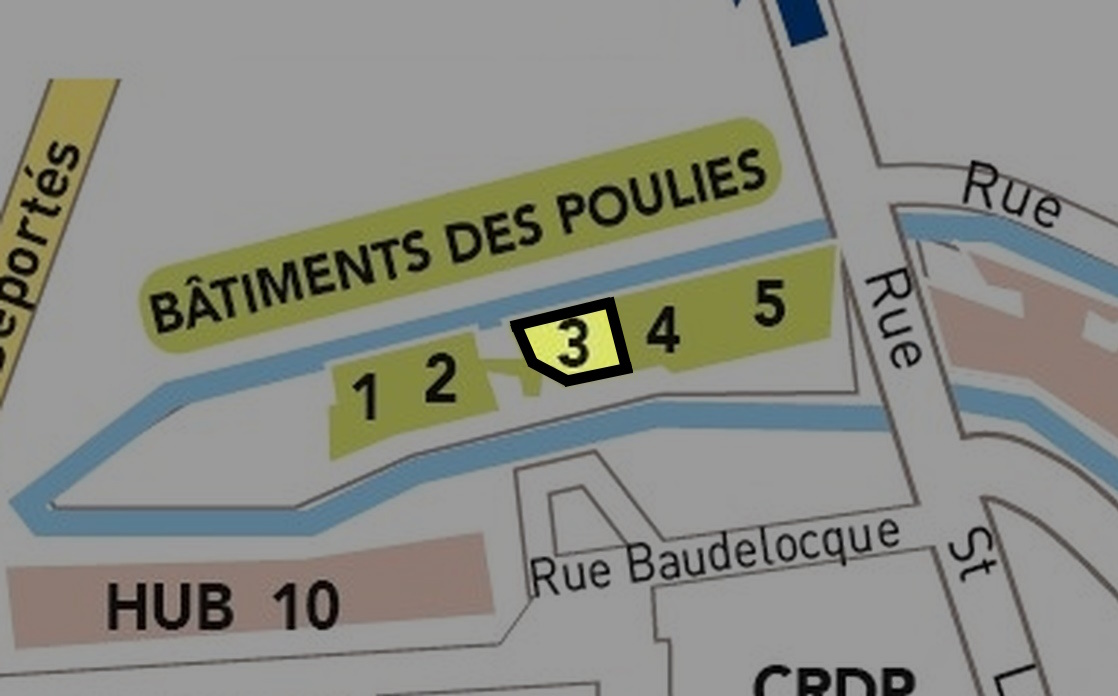 Déportés
BÂTIMENTS DES POULIES
Rue
1 2 3 4 5
Rue
Rue Baudelocque
St
L
HUB 10
CRDP